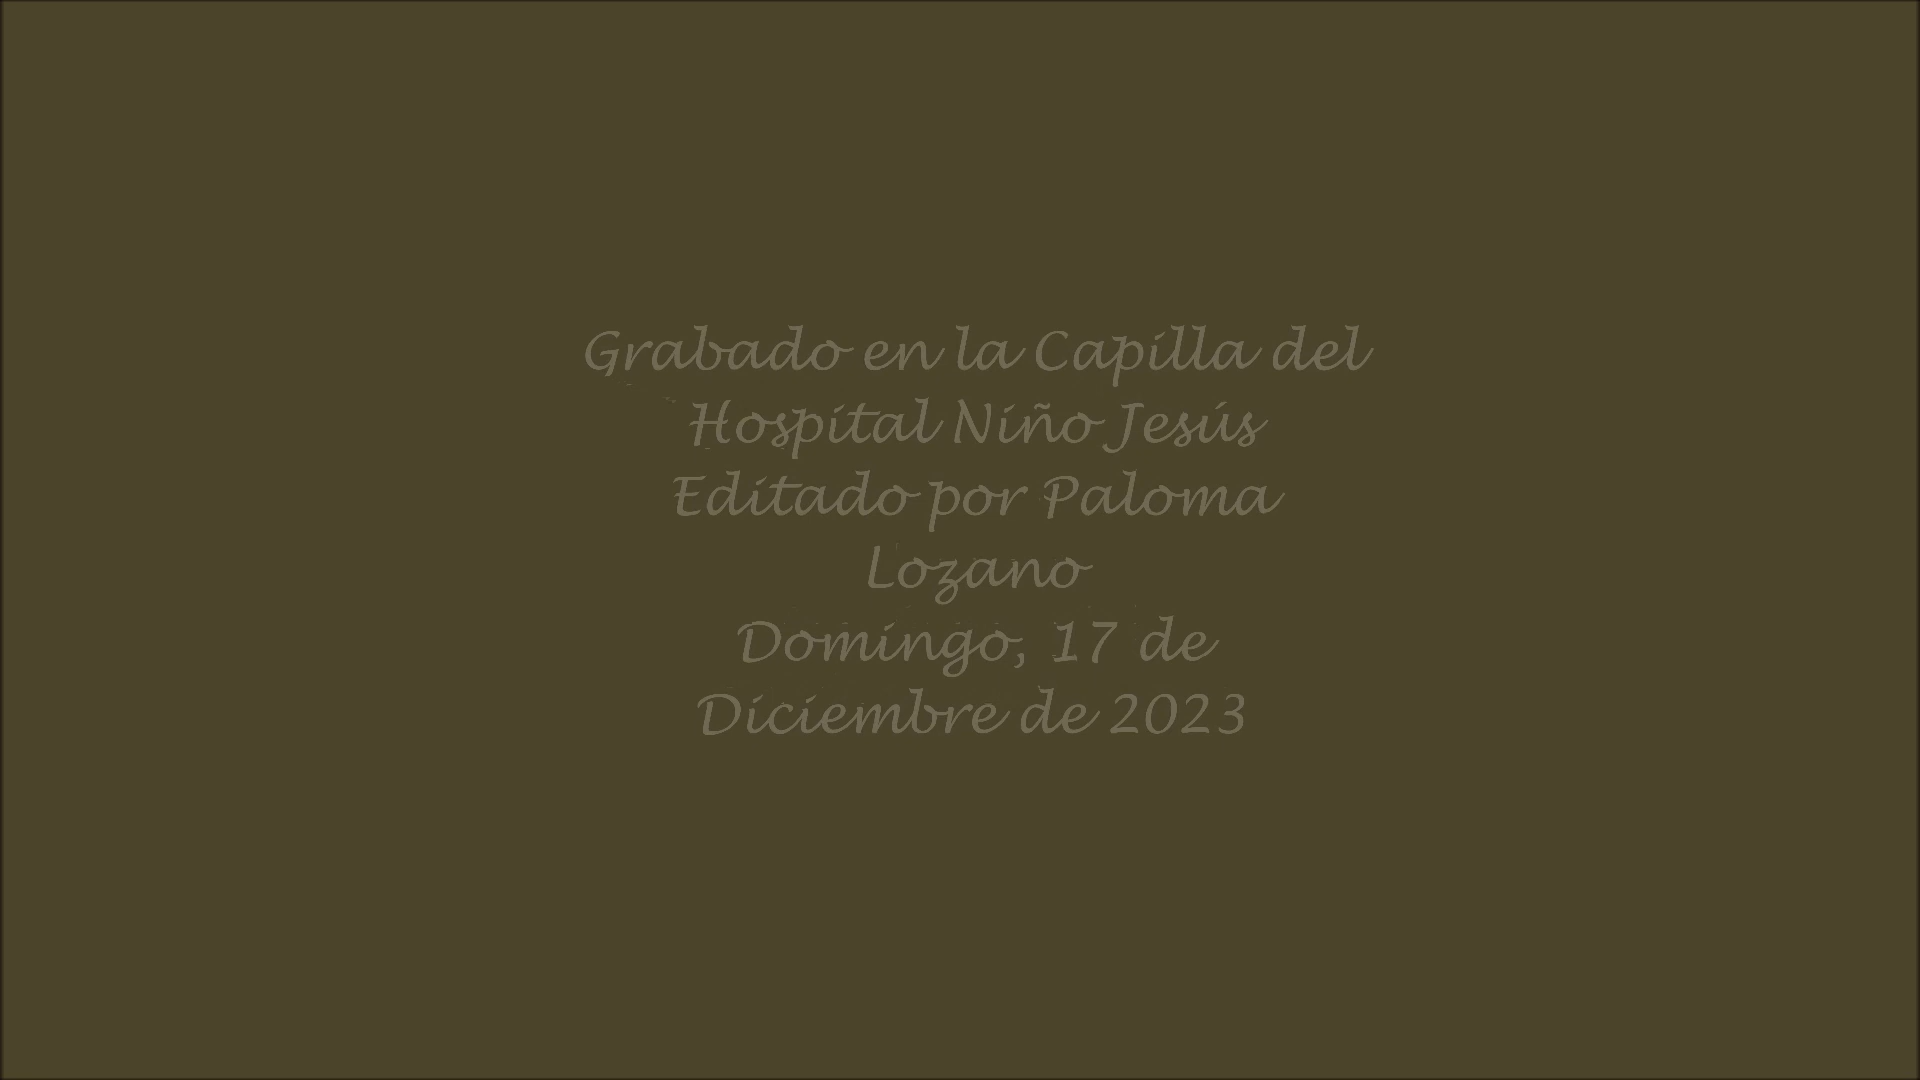 Grabado en la Capilla del
Hospital Niño Jesús
Editado por Paloma
Lozano
Domingo, 17 de
Diciembre de 2023